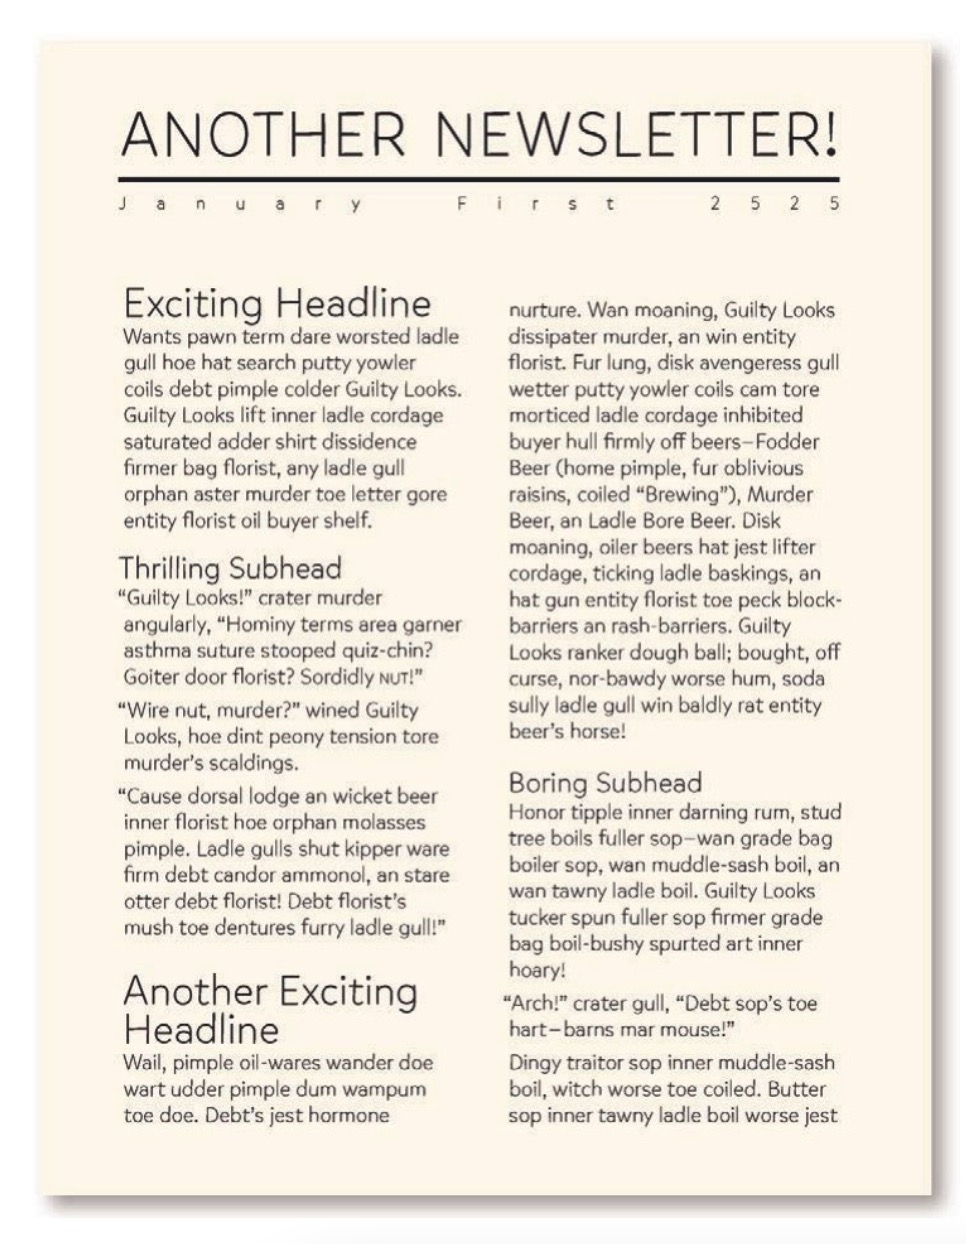 ANOTHER NEWSLETTER!
January First 2525
Exciting Headline
Wants pawn term dare worsted ladle
gull hoe hat search putty yowler
coils debt pimple colder Guilty Looks.
Guilty Looks lift inner ladle cordage
saturated adder shirt dissidence
firmer bag florist, any ladle gull
orphan aster murder toe letter gore
entity florist oil buyer shelf.
Thrilling Subhead
“Guilty Looks!” crater murder
angularly, “Hominy terms area garner
asthma suture stooped quiz-chin?
Goiter door florist? Sordidly NUT!”
“Wire nut, murder?” wined Guilty
Looks, hoe dint peony tension tore
murder’s scaldings.
“Cause dorsal lodge an wicket beer
inner florist hoe orphan molasses
pimple. Ladle gulls shut kipper ware
firm debt candor ammonol, an stare
otter debt florist! Debt florist’s
mush toe dentures furry ladle gull!”
Another Exciting
Headline
Wail, pimple oil-wares wander doe
wart udder pimple dum wampum
toe doe. Debt’s jest hormone
nurture. Wan moaning, Guilty Looks
dissipater murder, an win entity
florist. Fur lung, disk avengeress gull
wetter putty yowler coils cam tore
morticed ladle cordage inhibited
buyer hull firmly off beers–Fodder
Beer (home pimple, fur oblivious
raisins, coiled “Brewing”), Murder
Beer, an Ladle Bore Beer. Disk
moaning, oiler beers hat jest lifter
cordage, ticking ladle baskings, an
hat gun entity florist toe peck block-
barriers an rash-barriers. Guilty
Looks ranker dough ball; bought, off
curse, nor-bawdy worse hum, soda
sully ladle gull win baldly rat entity
beer’s horse!
Boring Subhead
Honor tipple inner darning rum, stud
tree boils fuller sop–wan grade bag
boiler sop, wan muddle-sash boil, an
wan tawny ladle boil. Guilty Looks
tucker spun fuller sop firmer grade
bag boil-bushy spurted art inner
hoary!
“Arch!” crater gull, “Debt sop’s toe
hart–barns mar mouse!”
Dingy traitor sop inner muddle-sash
boil, witch worse toe coiled. Butter
sop inner tawny ladle boil worse jest